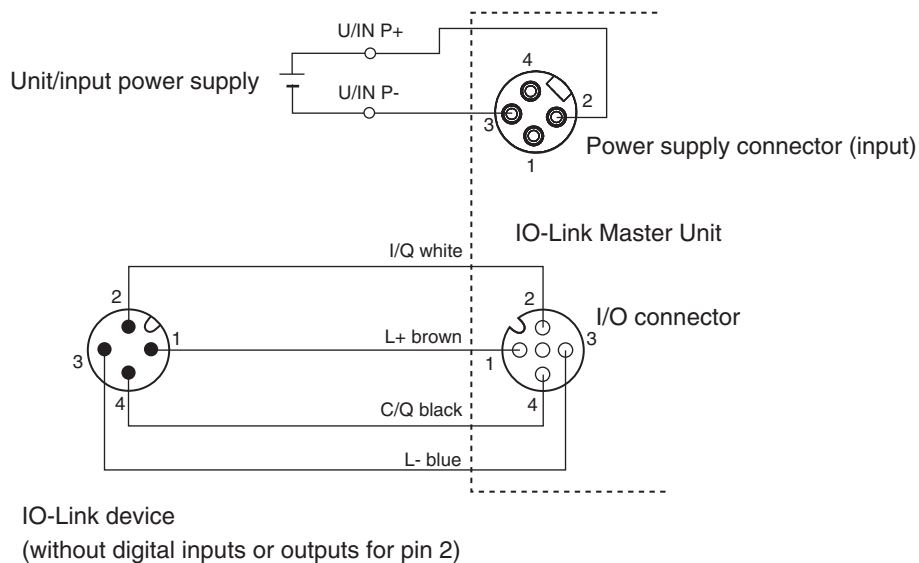 U/IN P+
Unit/input power supply
U/IN P-
4
2
3
1
Power supply connector (input)
IO-Link Master Unit
I/Q white
2
2
I/O connector
3
1
L+ brown
1
3
4
C/Q black
4
L- blue
IO-Link device
(without digital inputs or outputs for pin 2)